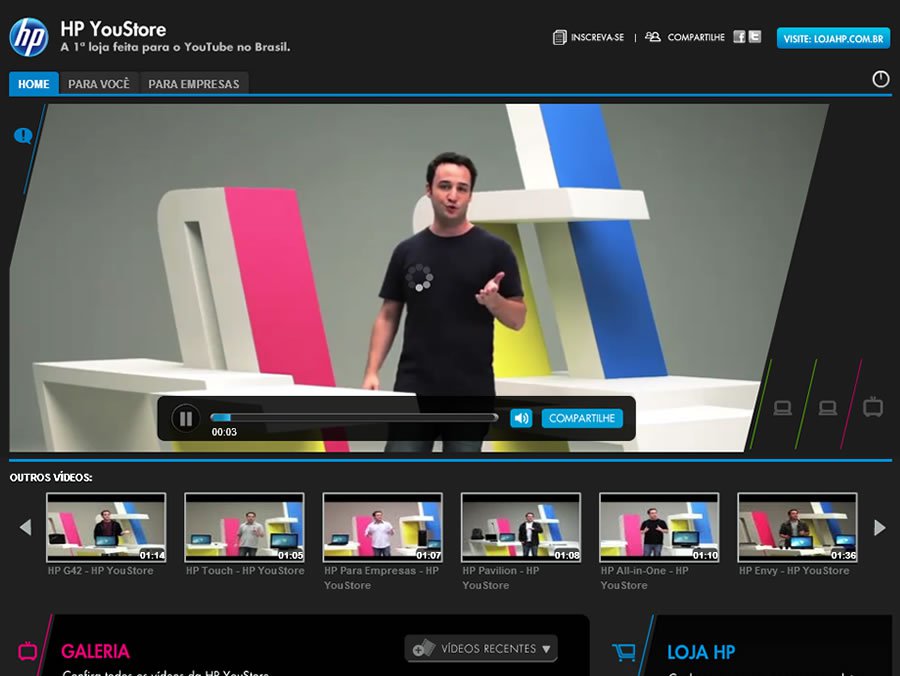 hp
HP YouStore
A 1ª loja feita para o YouTube no Brasil.
INSCREVA-SE | COMPARTILHE
VISITE: LOJAHP.COM.BR
HOME
PARA VOCÊ
PARA EMPRESAS
00:03
COMPARTILHE
OUTROS VÍDEOS:
01:14
01:05
01:07
01:08
01:10
01:36
HP G42 - HP YouStore
HP Touch - HP YouStore
HP Para Empresas - HP
YouStore
HP Pavilion - HP
YouStore
HP All-in-One - HP
YouStore
HP Envy - HP YouStore
GALERIA
VÍDEOS RECENTES
LOJA HP
Confira todos os vídeos da HP YouStore